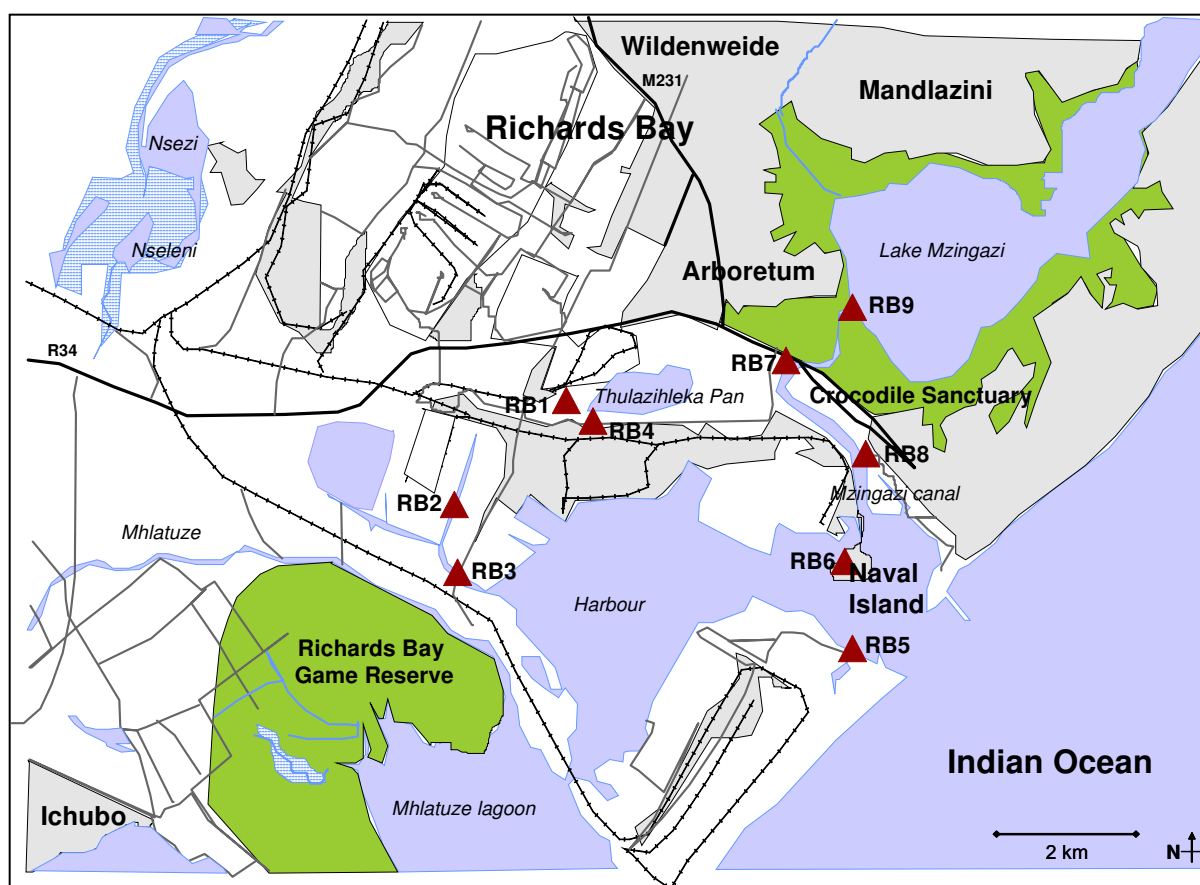 Wildenweide
M231
Mandlazini
Richards Bay
Nsezi
Nseleni
Lake Mzingazi
Arboretum
RB9
R34
RB7
Thulazihleka Pan
Crocodile Sanctuary
RB1
RB4
RB8
Mzingazi canal
RB2
Mhlatuze
RB3
RB6
Naval
Island
Harbour
RB5
Richards Bay
Game Reserve
Indian Ocean
Ichubo
Mhlatuze lagoon
2 km
N